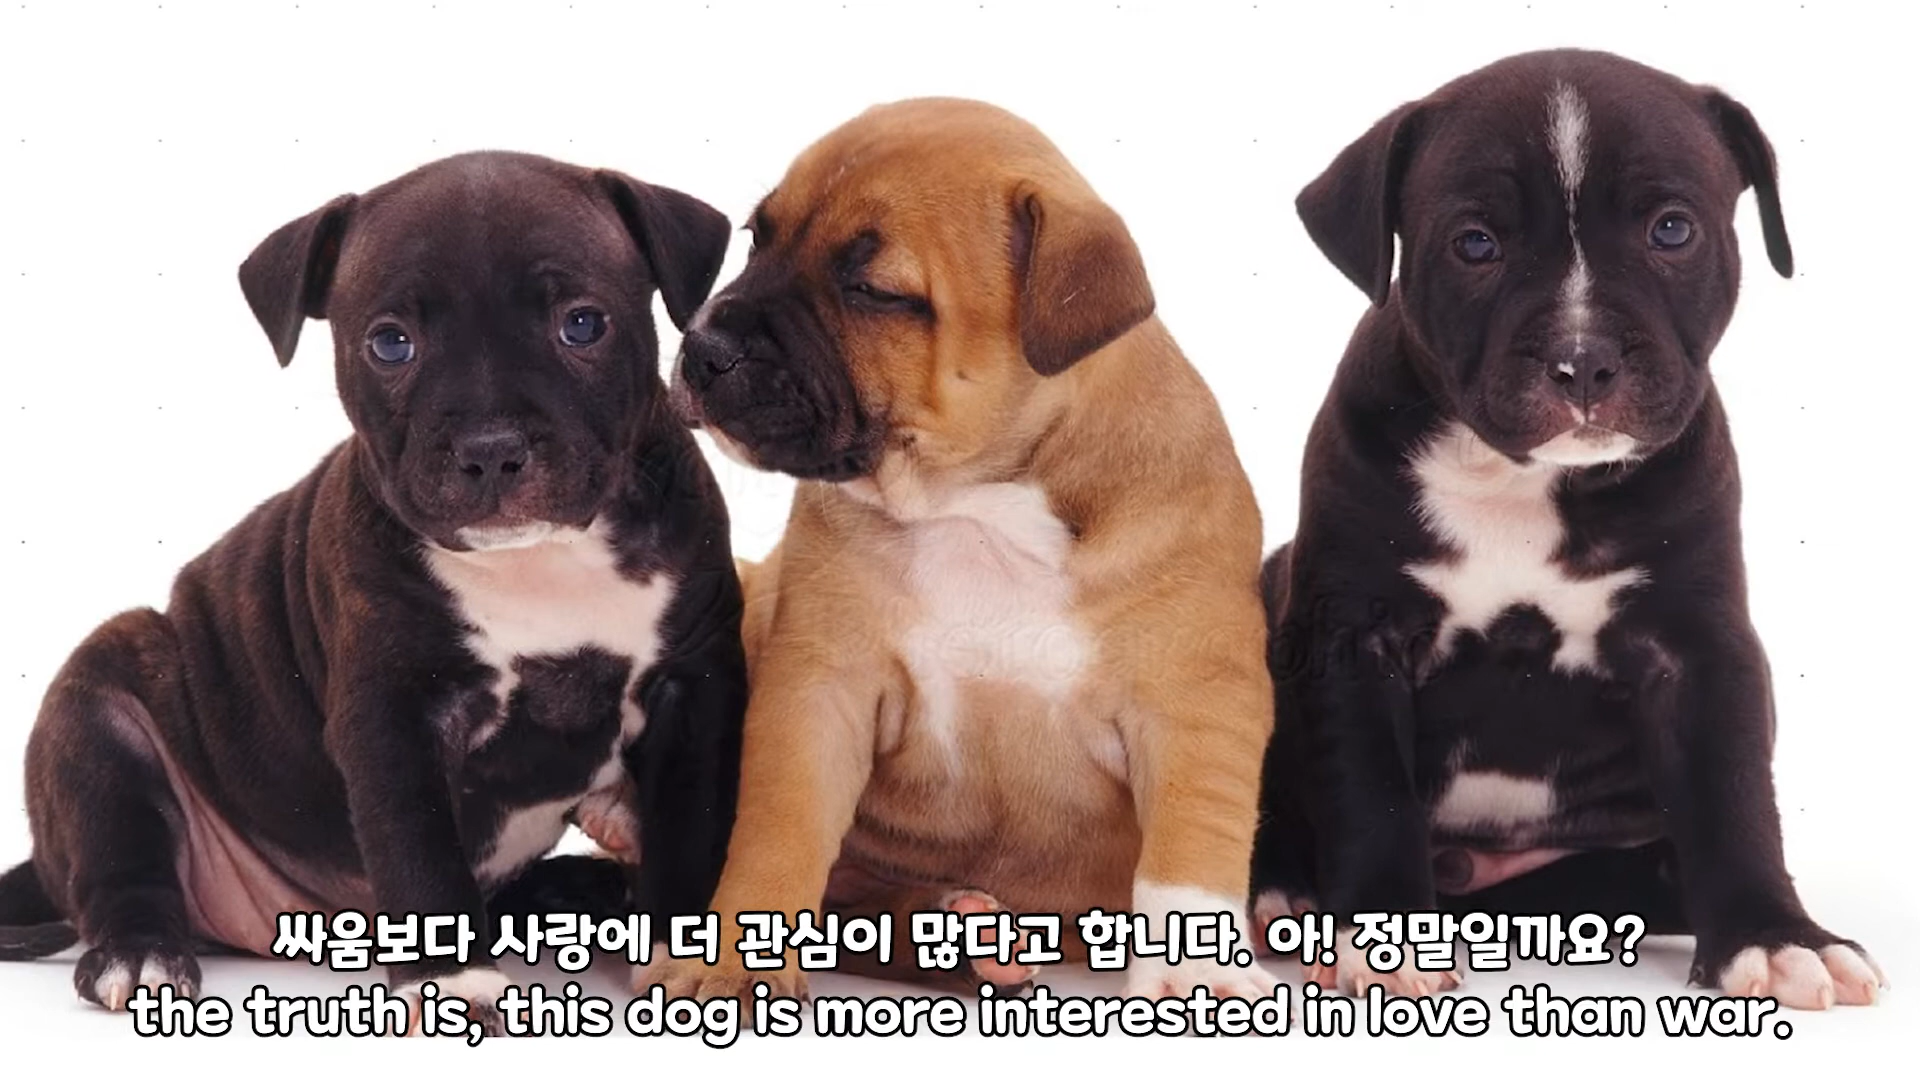 싸움보다 사랑에 더 관심이 많다고 합니다. 아! 정말일까요?
the truth is, this dog is more interested in love than war.